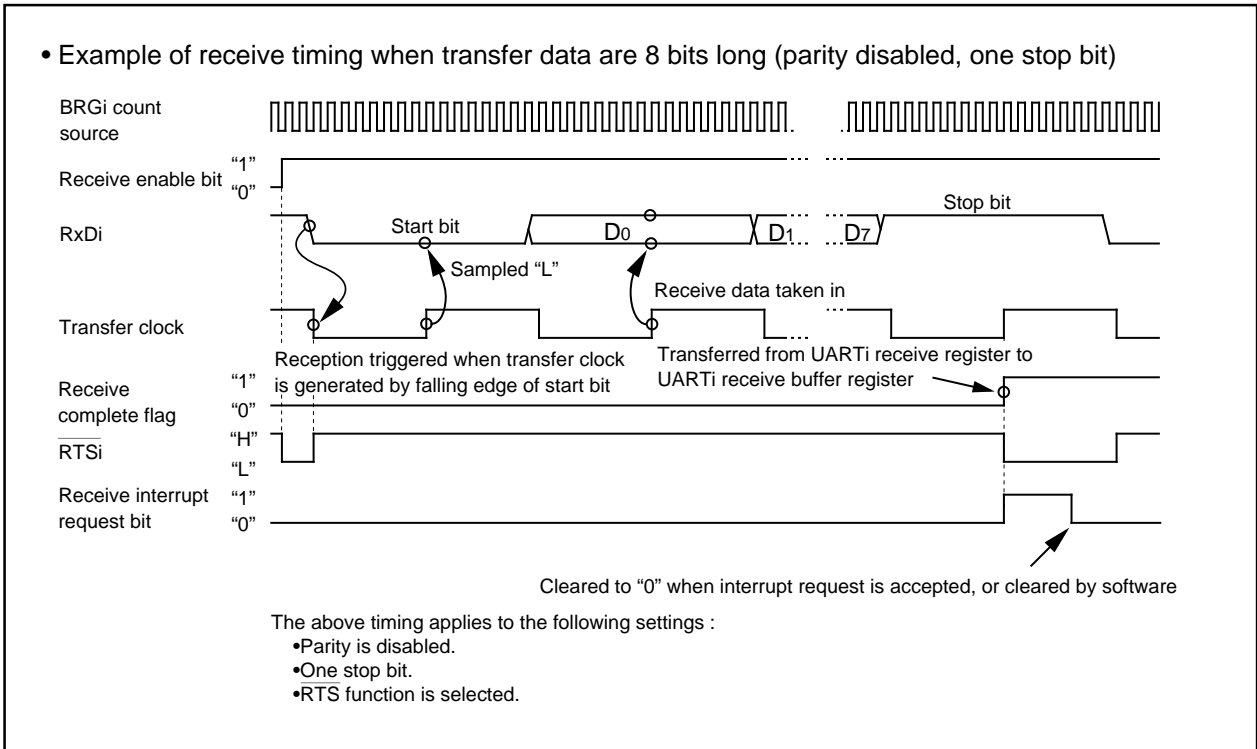 • Example of receive timing when transfer data are 8 bits long (parity disabled, one stop bit)
BRGi count
source
Receive enable bit
“1”
“0”
RxDi
Start bit
D0
D1
D7
Stop bit
Sampled “L”
Receive data taken in
Transfer clock
Reception triggered when transfer clock
is generated by falling edge of start bit
Transferred from UARTi receive register to
UARTi receive buffer register
Receive
complete flag
“1”
“0”
RTSi
“H”
“L”
Receive interrupt
request bit
“1”
“0”
Cleared to “0” when interrupt request is accepted, or cleared by software
The above timing applies to the following settings :
•Parity is disabled.
•One stop bit.
•RTS function is selected.